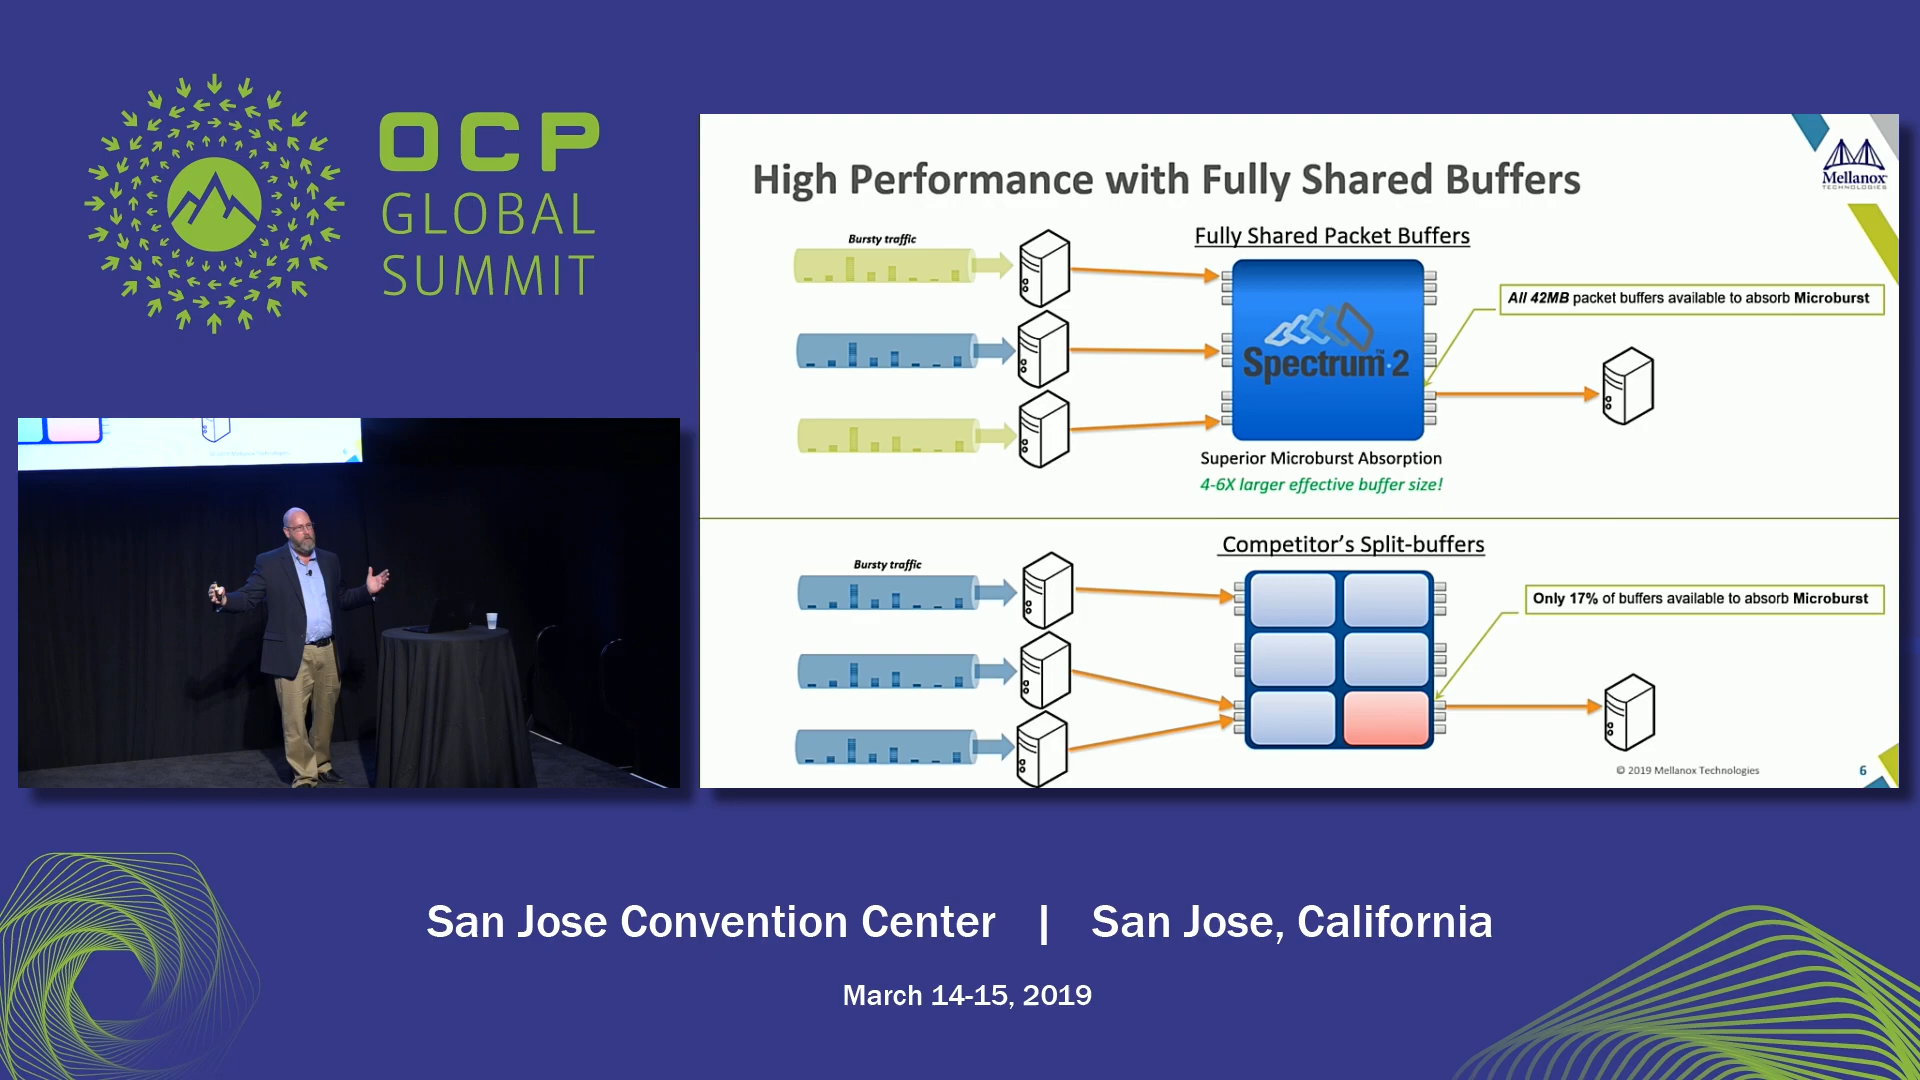 OCP
GLOBAL
SUMMIT
High Performance with Fully Shared Buffers
Mellanox
TECHNOLOGIES
Bursty traffic
Fully Shared Packet Buffers
All 42MB packet buffers available to absorb Microburst
Spectrum™-2
Superior Microburst Absorption
4-6X larger effective buffer size!
Competitor's Split-buffers
Bursty traffic
Only 17% of buffers available to absorb Microburst
© 2019 Mellanox Technologies
6
San Jose Convention Center | San Jose, California
March 14-15, 2019